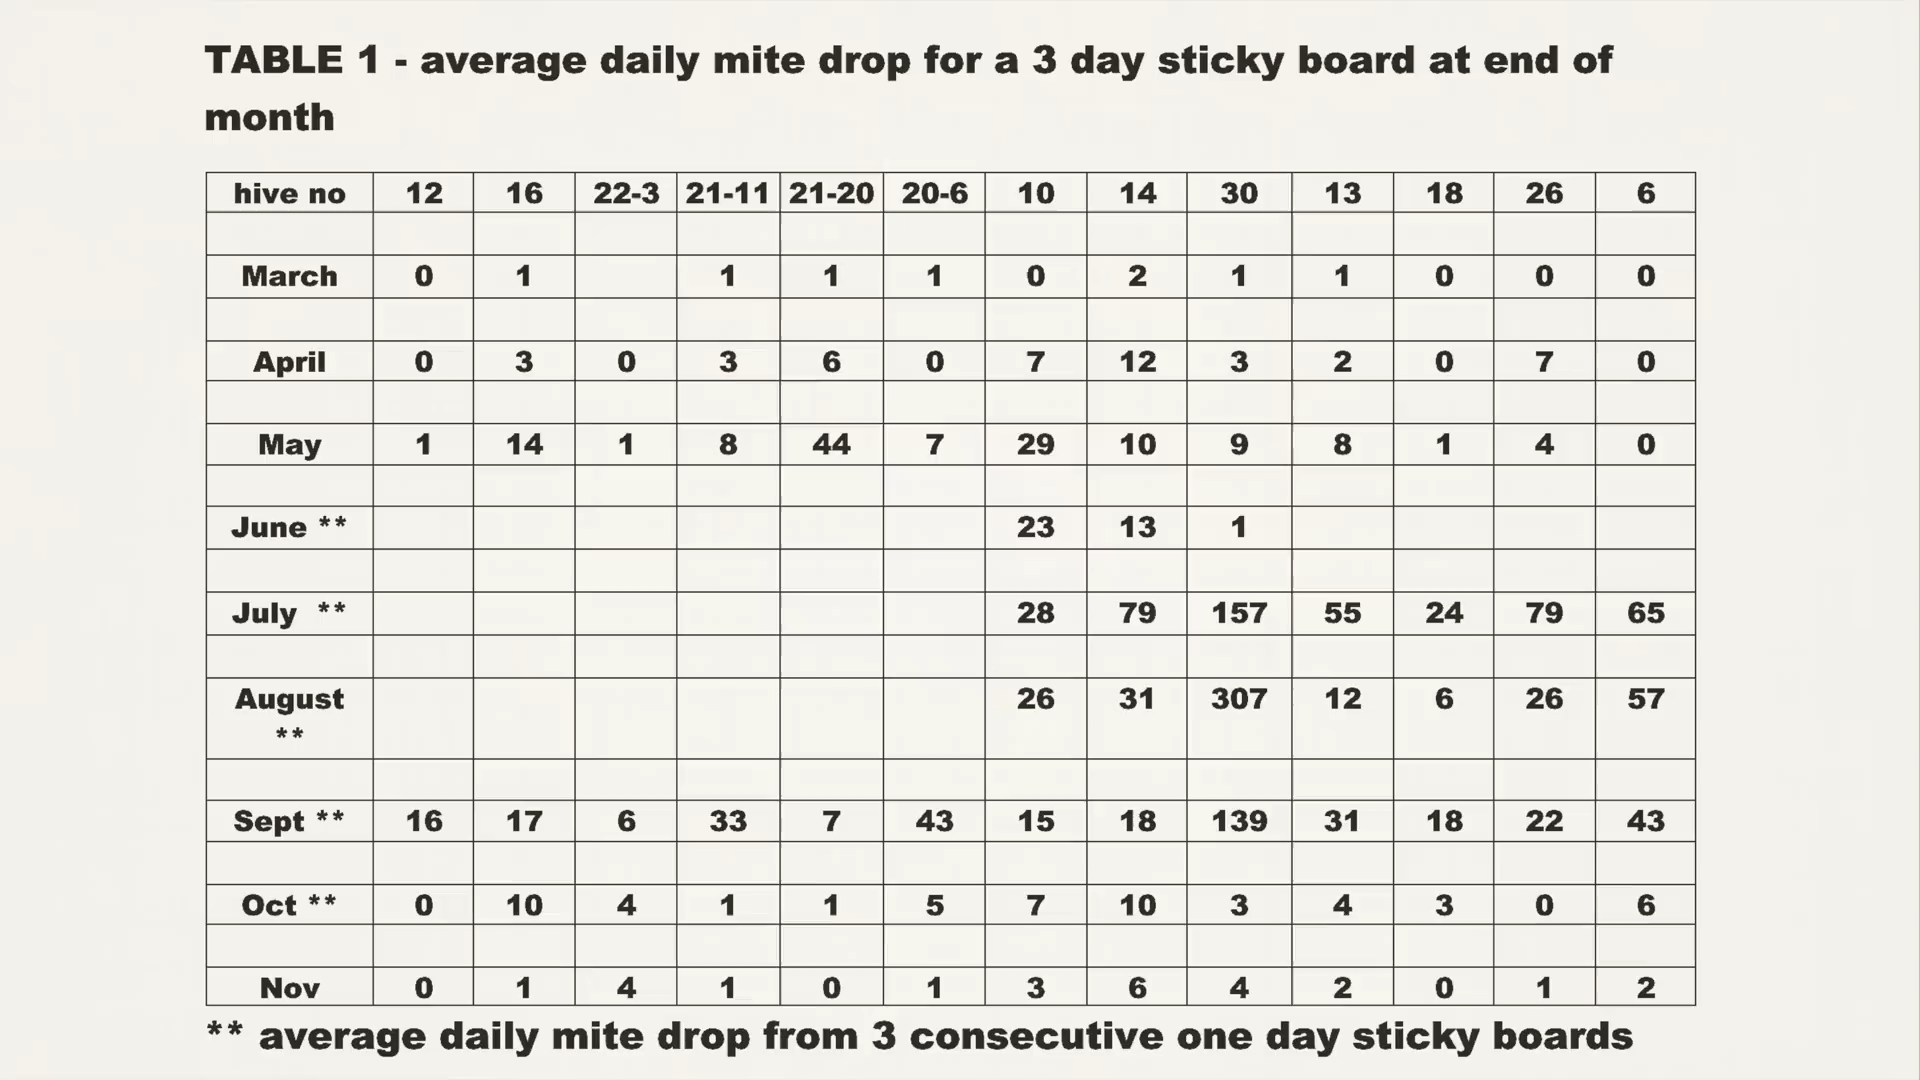 TABLE 1 - average daily mite drop for a 3 day sticky board at end of
month
hive no 12 16 22-3 21-11 21-20 20-6 10 14 30 13 18 26 6
March 0 1 1 1 1 0 2 1 1 0 0 0
April 0 3 0 3 6 0 7 12 3 2 0 7 0
May 1 14 1 8 44 7 29 10 9 8 1 4 0
June ** 23 13 1
July ** 28 79 157 55 24 79 65
August 26 31 307 12 6 26 57
**
Sept ** 16 17 6 33 7 43 15 18 139 31 18 22 43
Oct ** 0 10 4 1 1 5 7 10 3 4 3 0 6
Nov 0 1 4 1 0 1 3 6 4 2 0 1 2
** average daily mite drop from 3 consecutive one day sticky boards